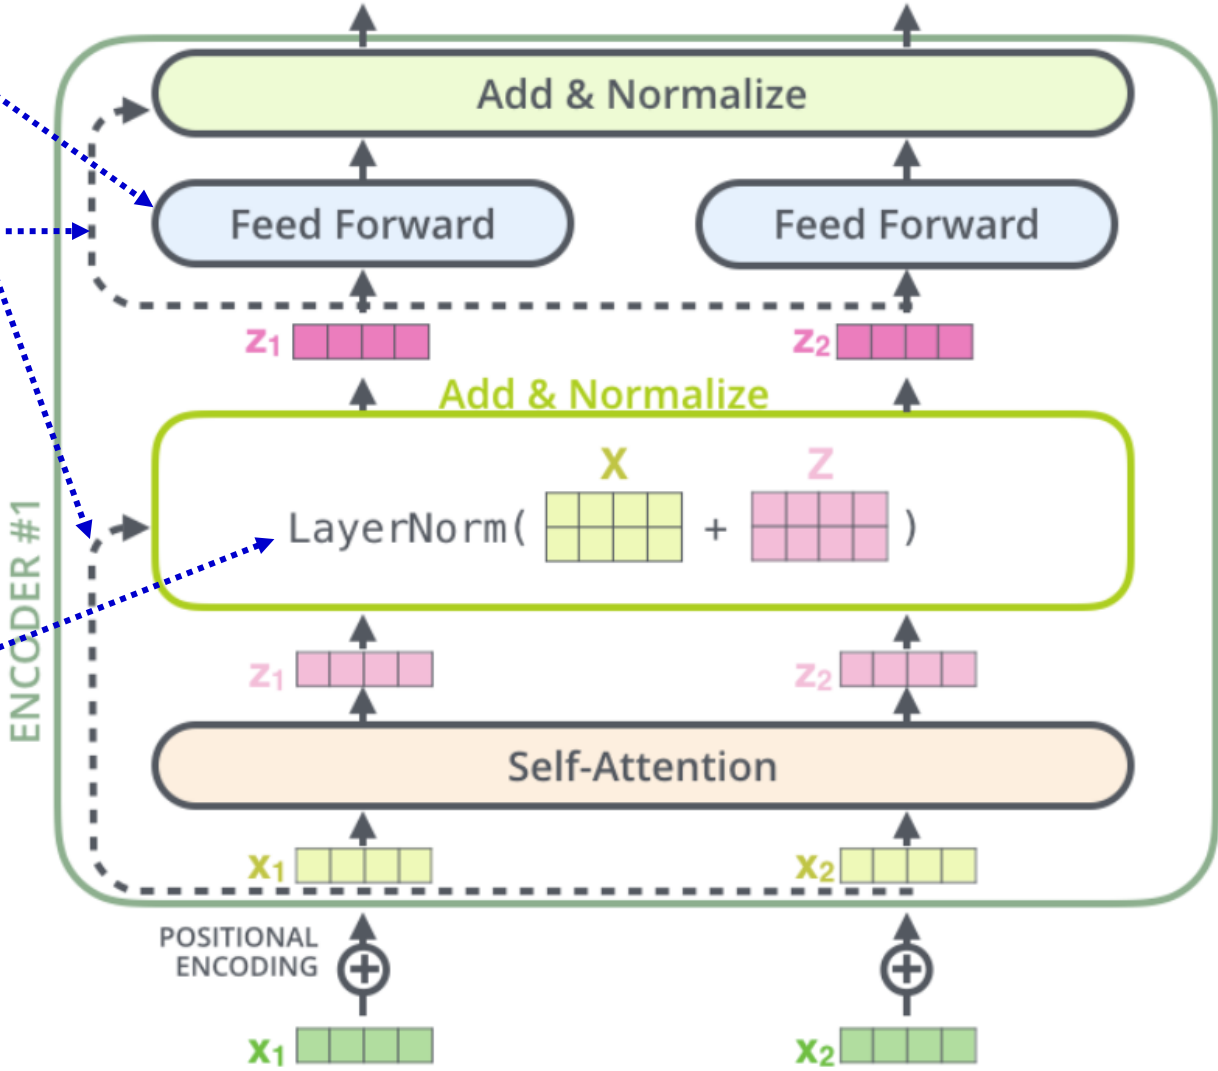 Add & Normalize
Feed Forward Feed Forward
z1 z2
Add & Normalize
X Z
LayerNorm( + )
ENCODER #1
z1 z2
Self-Attention
x1 x2
POSITIONAL
ENCODING
x1 x2